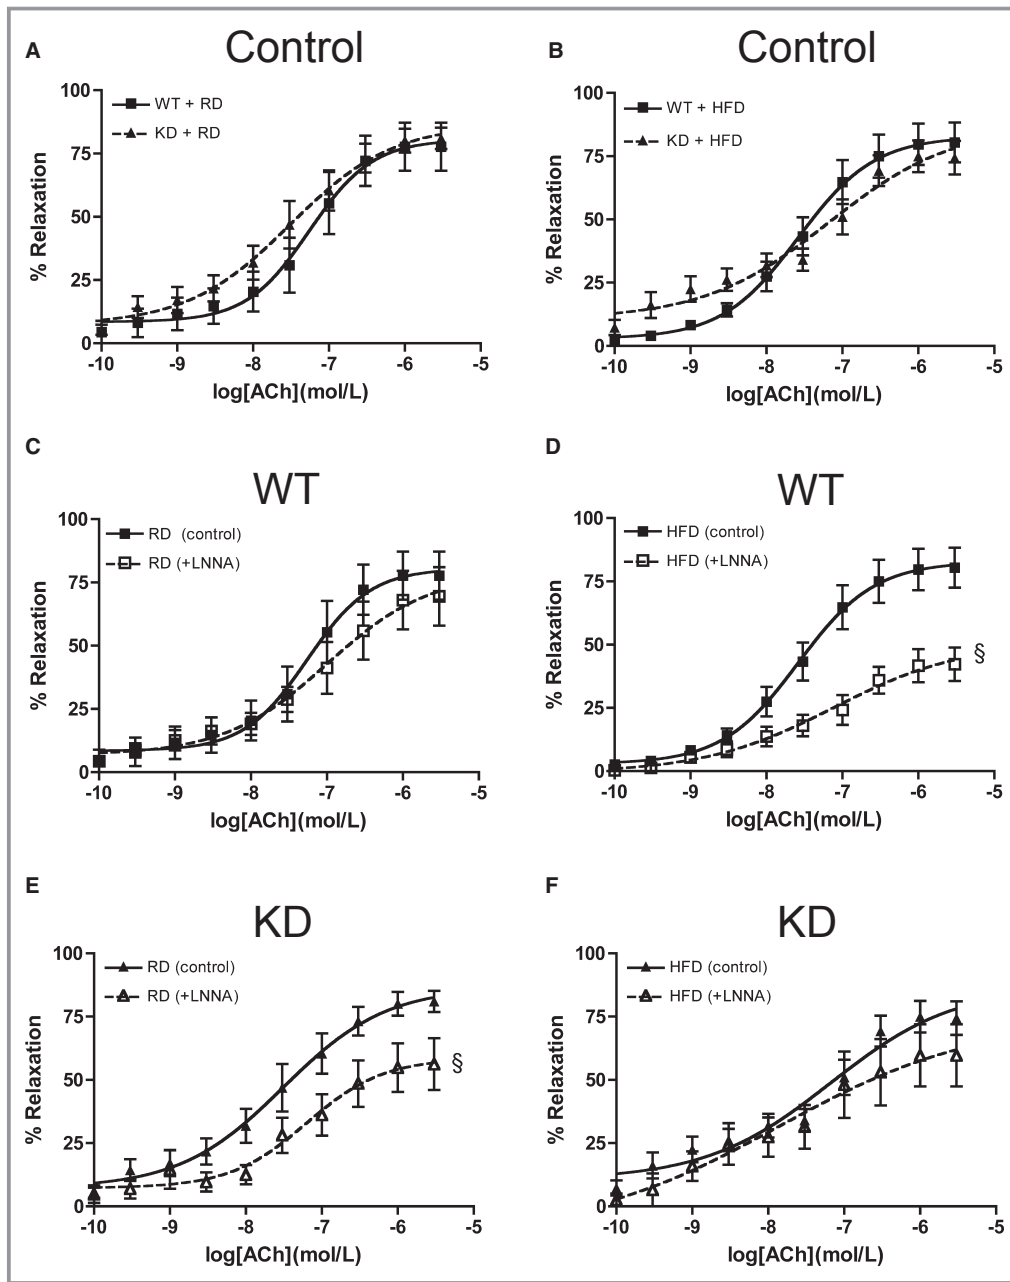 A
Control
WT + RD
KD + RD
100
75
50
25
0
% Relaxation
-10 -9 -8 -7 -6 -5
log[ACh](mol/L)
B
Control
WT + HFD
KD + HFD
100
75
50
25
0
% Relaxation
-10 -9 -8 -7 -6 -5
log[ACh](mol/L)
C
WT
RD (control)
RD (+LNNA)
100
75
50
25
0
% Relaxation
-10 -9 -8 -7 -6 -5
log[ACh](mol/L)
D
WT
HFD (control)
HFD (+LNNA)
100
75
50
25
0
% Relaxation
§
-10 -9 -8 -7 -6 -5
log[ACh](mol/L)
E
KD
RD (control)
RD (+LNNA)
100
75
50
25
0
% Relaxation
§
-10 -9 -8 -7 -6 -5
log[ACh](mol/L)
F
KD
HFD (control)
HFD (+LNNA)
100
75
50
25
0
% Relaxation
-10 -9 -8 -7 -6 -5
log[ACh](mol/L)